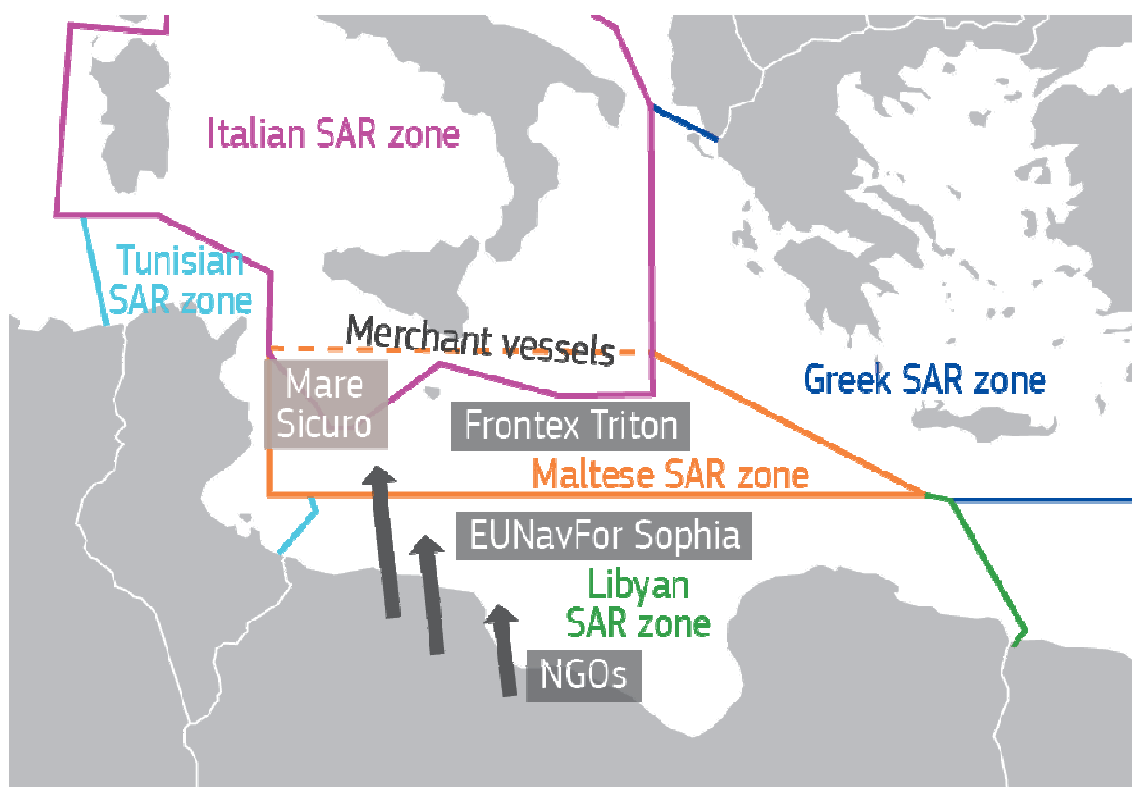 Italian SAR zone
Tunisian
SAR zone
Merchant vessels
Mare
Sicuro
Greek SAR zone
Frontex Triton
Maltese SAR zone
EUNavFor Sophia
Libyan
SAR zone
NGOs